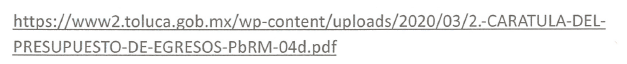 https://www2.toluca.gob.mx/wp-content/uploads/2020/03/2.-CARATULA-DEL-
PRESUPUESTO-DE-EGRESOS-PbRM-04d.pdf